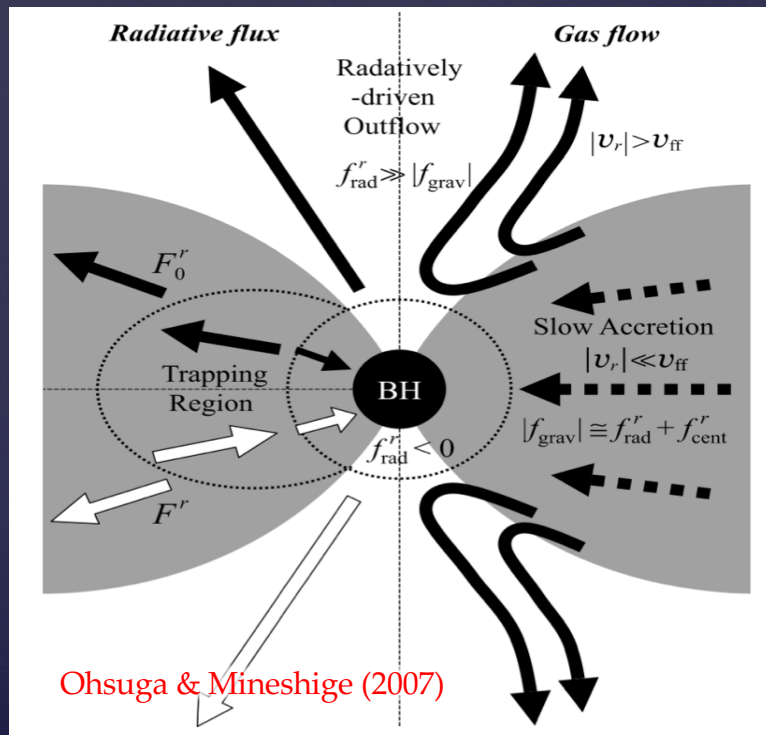 Radiative flux
Gas flow
Radatively
-driven
Outflow
f^r_rad ≫ |f_grav|
|v_r| > v_ff
F^r_0
Slow Accretion
|v_r| ≪ v_ff
Trapping
Region
BH
|f_grav| ≅ f^r_rad + f^r_cent
f^r_rad < 0
F^r
Ohsuga & Mineshige (2007)